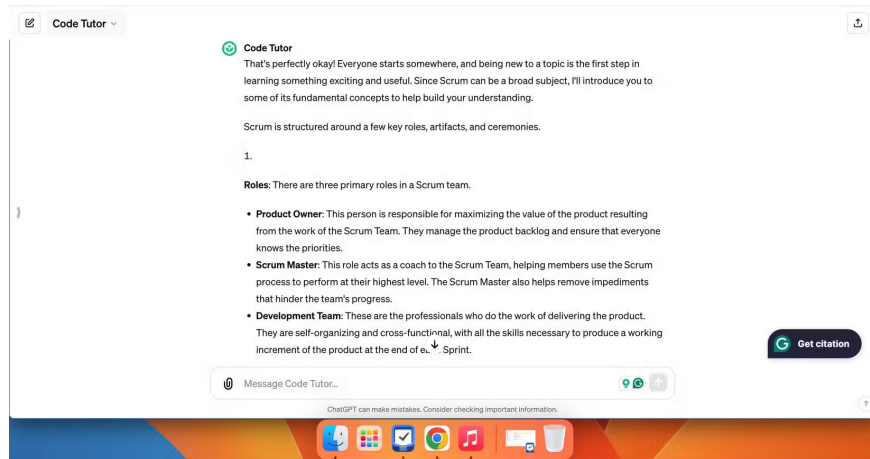 Code Tutor
Code Tutor
That's perfectly okay! Everyone starts somewhere, and being new to a topic is the first step in
learning something exciting and useful. Since Scrum can be a broad subject, I'll introduce you to
some of its fundamental concepts to help build your understanding.
Scrum is structured around a few key roles, artifacts, and ceremonies.
1.
Roles: There are three primary roles in a Scrum team.
• Product Owner: This person is responsible for maximizing the value of the product resulting
from the work of the Scrum Team. They manage the product backlog and ensure that everyone
knows the priorities.
• Scrum Master: This role acts as a coach to the Scrum Team, helping members use the Scrum
process to perform at their highest level. The Scrum Master also helps remove impediments
that hinder the team's progress.
• Development Team: These are the professionals who do the work of delivering the product.
They are self-organizing and cross-functional, with all the skills necessary to produce a working
increment of the product at the end of Sprint.
Get citation
Message Code Tutor...
ChatGPT can make mistakes. Consider checking important information.
?